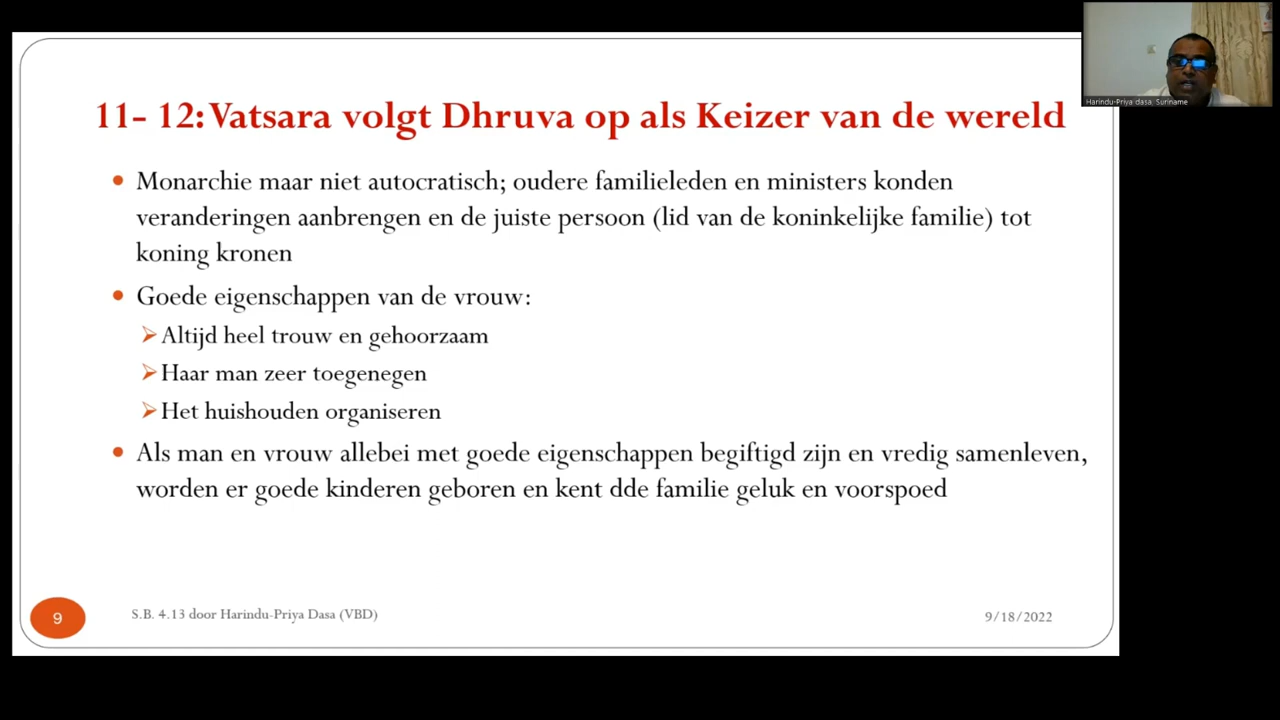 Harindu-Priya dasa, Suriname
11- 12: Vatsara volgt Dhruva op als Keizer van de wereld
• Monarchie maar niet autocratisch; oudere familieleden en ministers konden
veranderingen aanbrengen en de juiste persoon (lid van de koninkelijke familie) tot
koning kronen
• Goede eigenschappen van de vrouw:
➢ Altijd heel trouw en gehoorzaam
➢ Haar man zeer toegenegen
➢ Het huishouden organiseren
• Als man en vrouw allebei met goede eigenschappen begiftigd zijn en vredig samenleven,
worden er goede kinderen geboren en kent dde familie geluk en voorspoed
9
S.B. 4.13 door Harindu-Priya Dasa (VBD)
9/18/2022